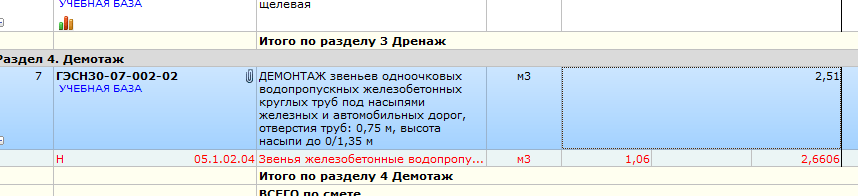 УЧЕБНАЯ БАЗА
щелевая
Итого по разделу 3 Дренаж
Раздел 4. Демотаж
7 ГЭСН30-07-002-02 ДЕМОНТАЖ звеньев одноочковых м3 2,51
УЧЕБНАЯ БАЗА водопропускных железобетонных
круглых труб под насыпями
железных и автомобильных дорог,
отверстия труб: 0,75 м, высота
насыпи до 0/1,35 м
Н 05.1.02.04 Звенья железобетонные водопропу... м3 1,06 2,6606
Итого по разделу 4 Демотаж
ВСЕГО по смете